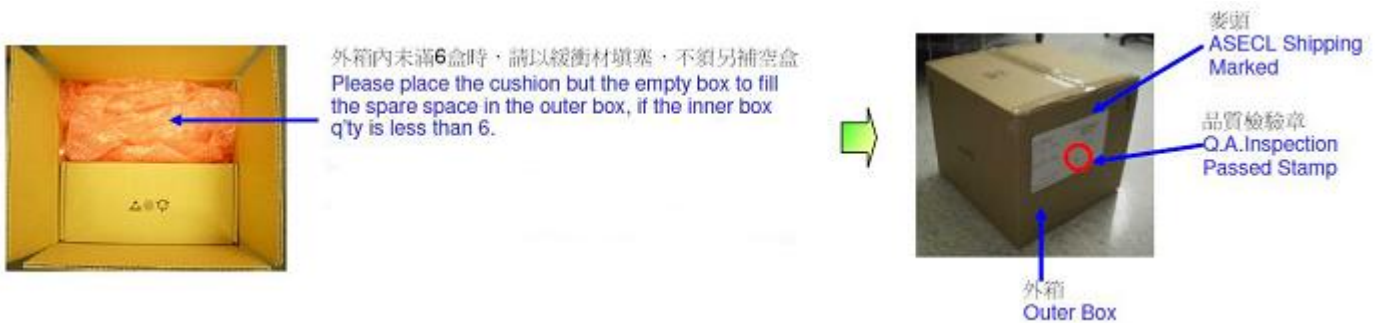 外箱內未滿6盒時，請以緩衝材填塞，不須另補空盒
Please place the cushion but the empty box to fill
the spare space in the outer box, if the inner box
q'ty is less than 6.
麥頭
ASECL Shipping
Marked
品質檢驗章
Q.A.Inspection
Passed Stamp
外箱
Outer Box